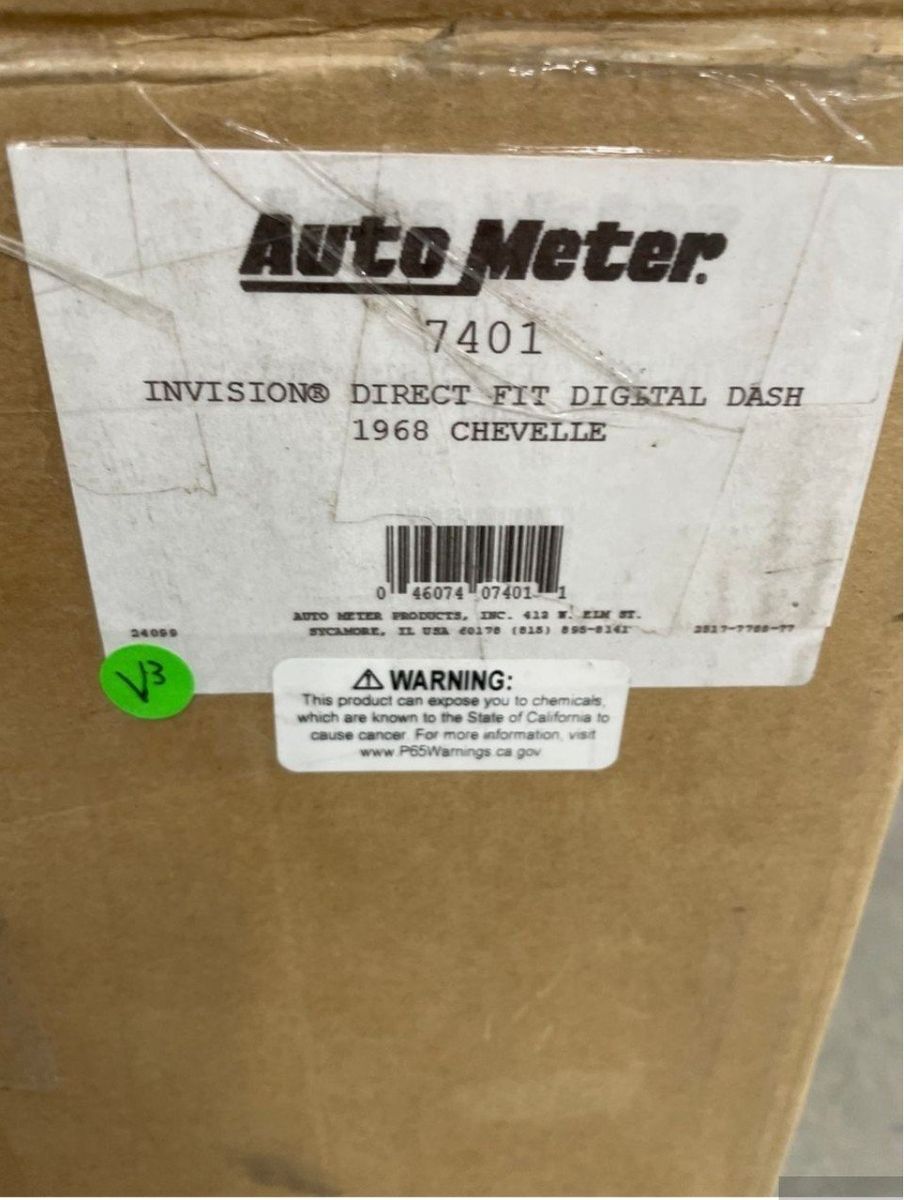 Auto Meter.
7401
INVISION® DIRECT FIT DIGITAL DASH
1968 CHEVELLE
0 46074 07401 1
AUTO METER PRODUCTS, INC. 413 W. ELM ST.
SYCAMORE, IL USA 60178 (815) 895-8141
24099
V3
⚠ WARNING:
This product can expose you to chemicals,
which are known to the State of California to
cause cancer. For more information, visit
www.P65Warnings.ca.gov